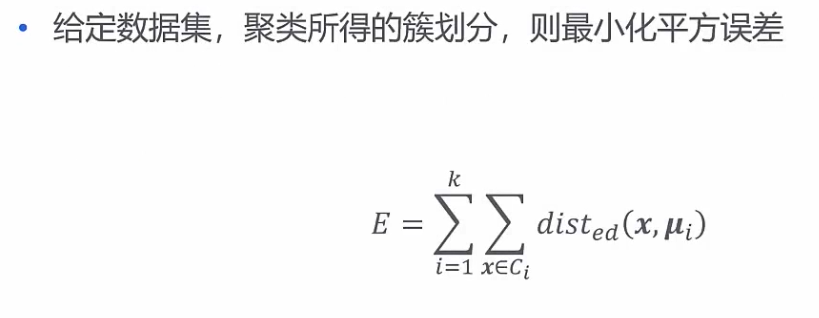 • 给定数据集，聚类所得的簇划分，则最小化平方误差
$E = \sum_{i=1}^{k} \sum_{\boldsymbol{x} \in C_i} dist_{ed}(\boldsymbol{x}, \boldsymbol{\mu}_i)$